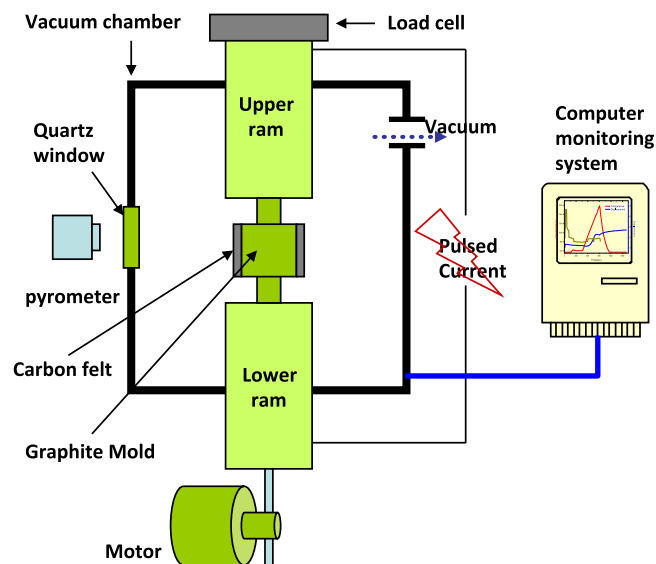 Vacuum chamber
Load cell
Upper
ram
Vacuum
Computer
monitoring
system
Quartz
window
Pulsed
Current
pyrometer
Carbon felt
Lower
ram
Graphite Mold
Motor